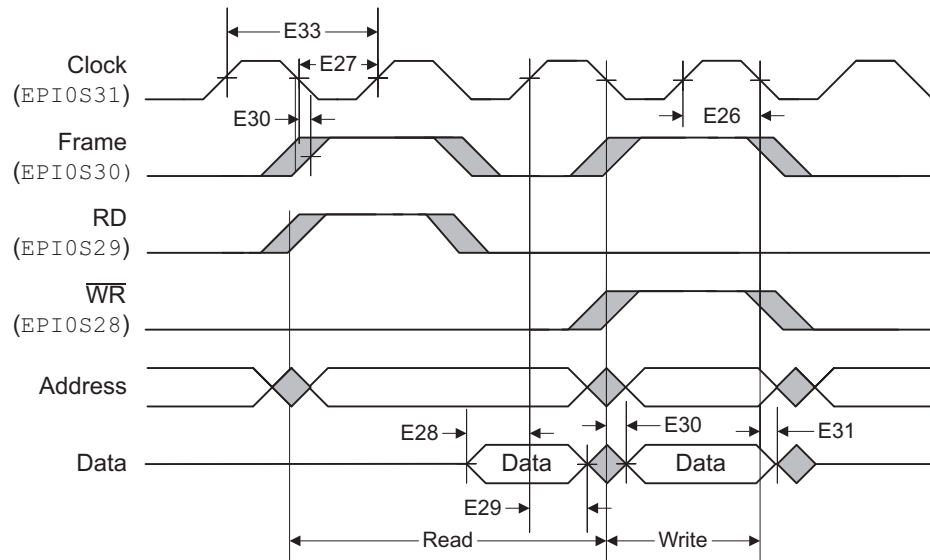 E33
Clock
E27
(EPI0S31)
E30
E26
Frame
(EPI0S30)
RD
(EPI0S29)
WR
(EPI0S28)
Address
E28
E30
E31
Data
Data
Data
E29
Read
Write